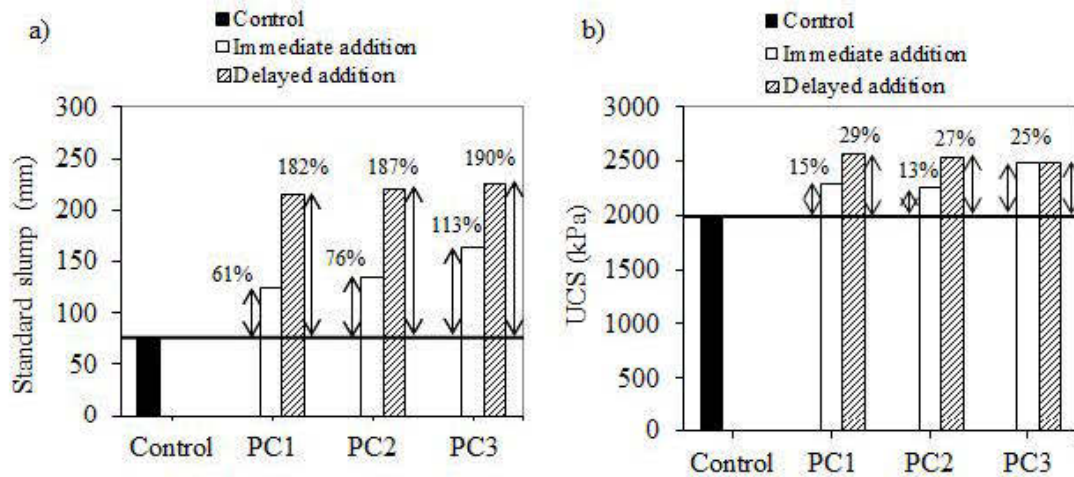 a)
Control
Immediate addition
Delayed addition
Standard slump (mm)
300
250
200
150
100
50
0
61%
182%
76%
187%
113%
190%
Control PC1 PC2 PC3
b)
Control
Immediate addition
Delayed addition
UCS (kPa)
3000
2500
2000
1500
1000
500
0
15%
29%
13%
27%
25%
Control PC1 PC2 PC3